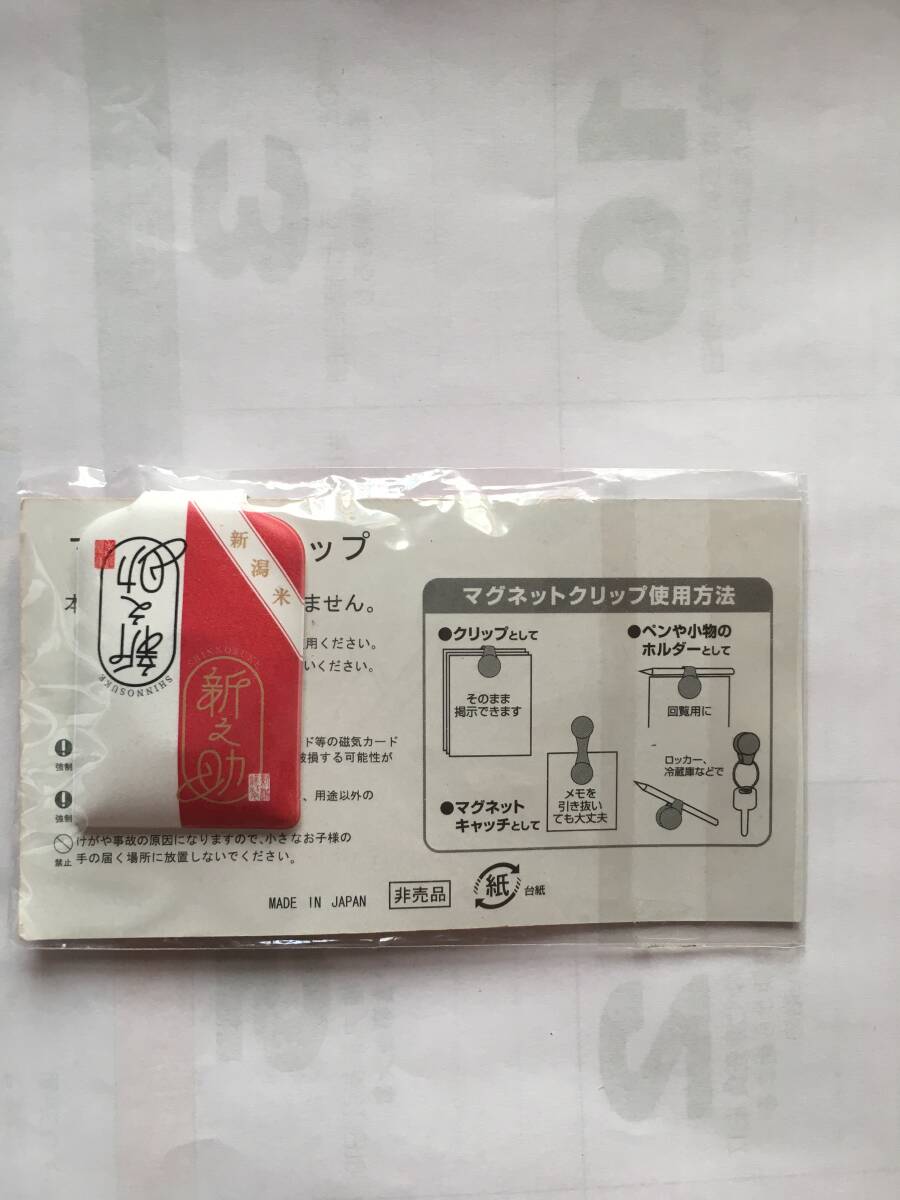 新潟米
新之助
SHINNOSUKE
新之助
SHINNOSUKE
ップ
ません。
用ください。
いください。
ド等の磁気カード
破損する可能性が
強制
、用途以外の
強制
けがや事故の原因になりますので、小さなお子様の
手の届く場所に放置しないでください。
禁止
MADE IN JAPAN
非売品
紙
台紙
マグネットクリップ使用方法
●クリップとして
そのまま
掲示できます
●マグネット
キャッチとして
メモを
引き抜い
ても大丈夫
●ペンや小物の
ホルダーとして
回覧用に
ロッカー、
冷蔵庫などで